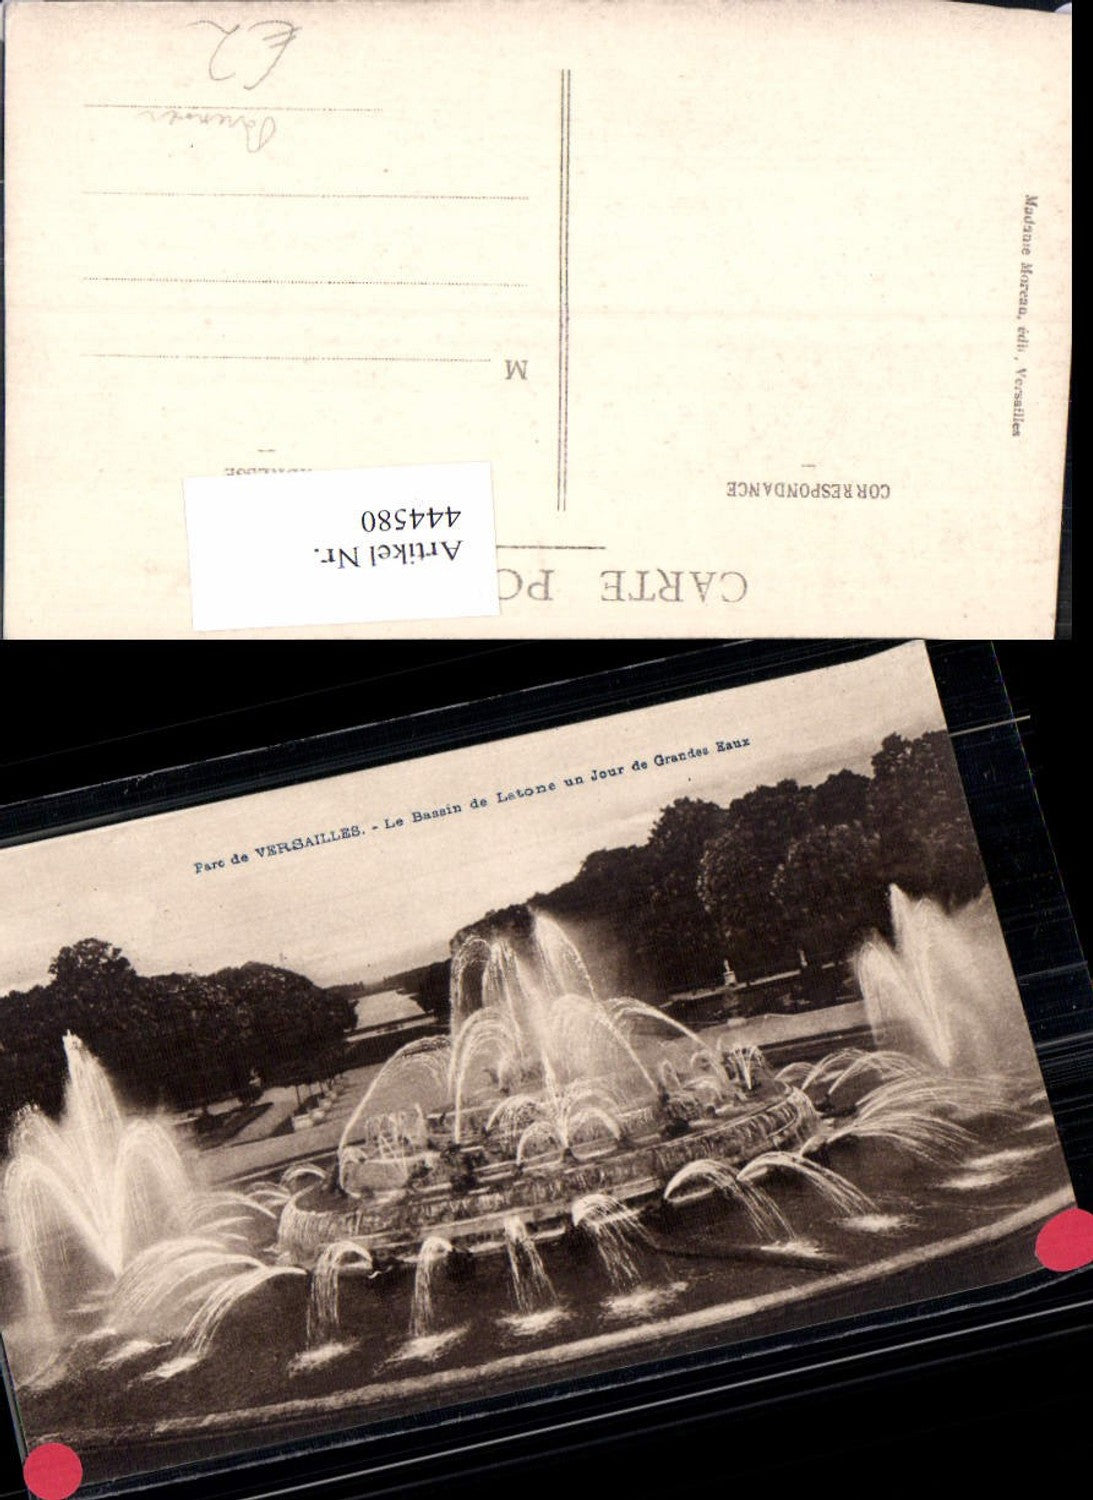 CARTE PO
CORRESPONDANCE
M
Madame Moreau, édit, Versailles
Artikel Nr.
444580
Brunnen
Parc de VERSAILLES. - Le Bassin de Latone un Jour de Grandes Eaux